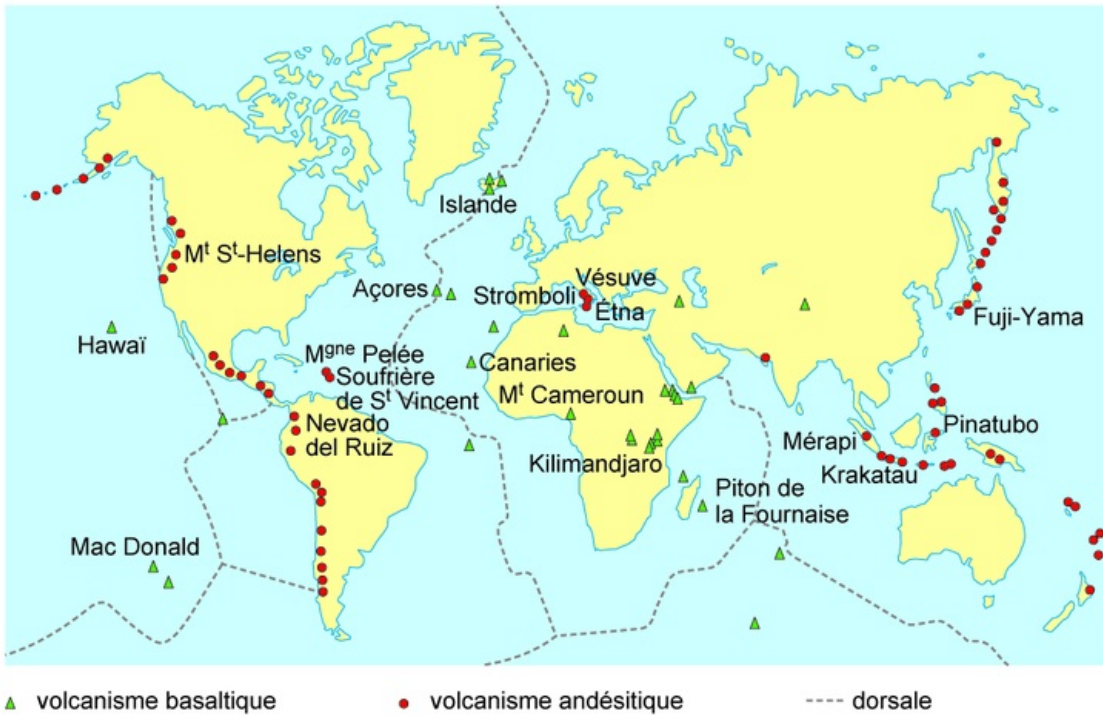 Islande
Mᵗ Sᵗ-Helens
Açores
Vésuve
Stromboli
Étna
Fuji-Yama
Hawaï
Mᵍⁿᵉ Pelée
Soufrière
de Sᵗ Vincent
Canaries
Mᵗ Cameroun
Nevado
del Ruiz
Kilimandjaro
Mérapi
Pinatubo
Krakatau
Piton de
la Fournaise
Mac Donald
volcanisme basaltique
volcanisme andésitique
dorsale